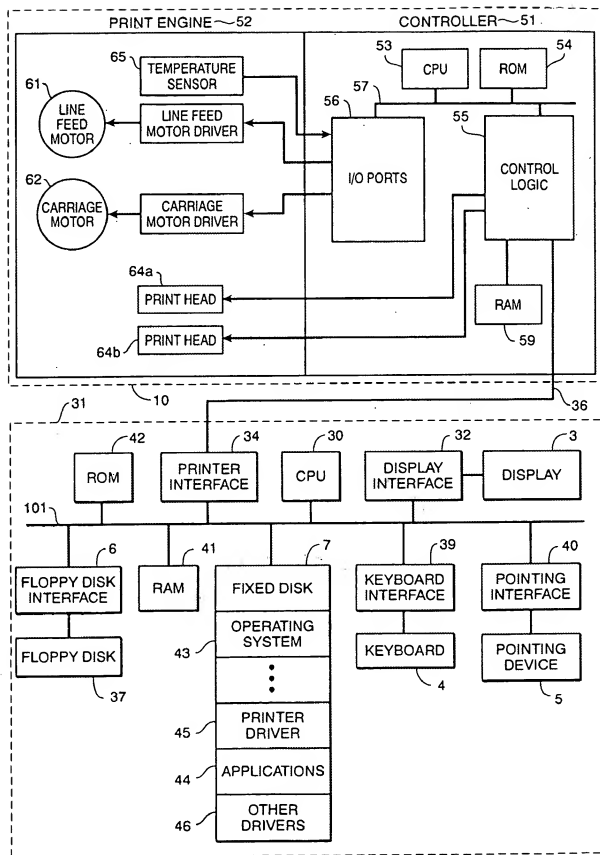 PRINT ENGINE 52
CONTROLLER 51
65
TEMPERATURE
SENSOR
61
LINE
FEED
MOTOR
LINE FEED
MOTOR DRIVER
62
CARRIAGE
MOTOR
CARRIAGE
MOTOR DRIVER
64a
PRINT HEAD
PRINT HEAD
64b
53
CPU
54
ROM
57
56
I/O PORTS
55
CONTROL
LOGIC
RAM
59
10
36
31
42
ROM
34
PRINTER
INTERFACE
30
CPU
32
DISPLAY
INTERFACE
3
DISPLAY
101
6
FLOPPY DISK
INTERFACE
FLOPPY DISK
37
41
RAM
7
FIXED DISK
OPERATING
SYSTEM
43
PRINTER
DRIVER
45
APPLICATIONS
44
OTHER
DRIVERS
46
39
KEYBOARD
INTERFACE
KEYBOARD
4
40
POINTING
INTERFACE
POINTING
DEVICE
5